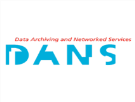 Data Archiving and Networked Services
DANS